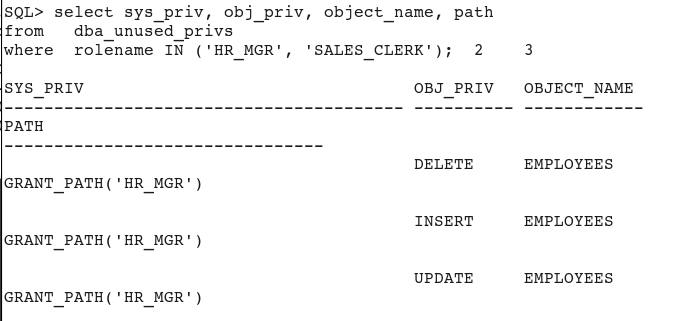 SQL> select sys_priv, obj_priv, object_name, path
from   dba_unused_privs
where  rolename IN ('HR_MGR', 'SALES_CLERK');  2    3
SYS_PRIV                                 OBJ_PRIV   OBJECT_NAME
---------------------------------------- ---------- ------------
PATH
--------------------------------
                                         DELETE     EMPLOYEES
GRANT_PATH('HR_MGR')
                                         INSERT     EMPLOYEES
GRANT_PATH('HR_MGR')
                                         UPDATE     EMPLOYEES
GRANT_PATH('HR_MGR')